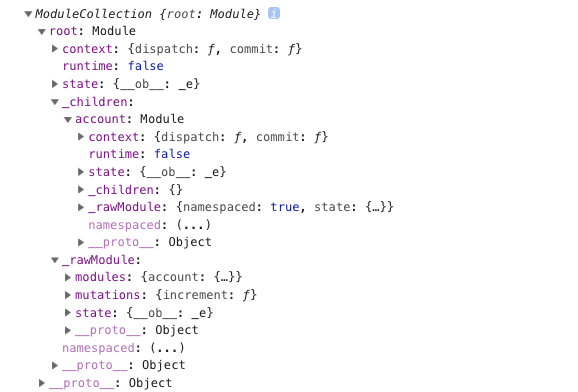 ModuleCollection {root: Module} i
root: Module
context: {dispatch: ƒ, commit: ƒ}
runtime: false
state: {__ob__: _e}
_children:
account: Module
context: {dispatch: ƒ, commit: ƒ}
runtime: false
state: {__ob__: _e}
_children: {}
_rawModule: {namespaced: true, state: {…}}
namespaced: (...)
__proto__: Object
_rawModule:
modules: {account: {…}}
mutations: {increment: ƒ}
state: {__ob__: _e}
__proto__: Object
namespaced: (...)
__proto__: Object
__proto__: Object